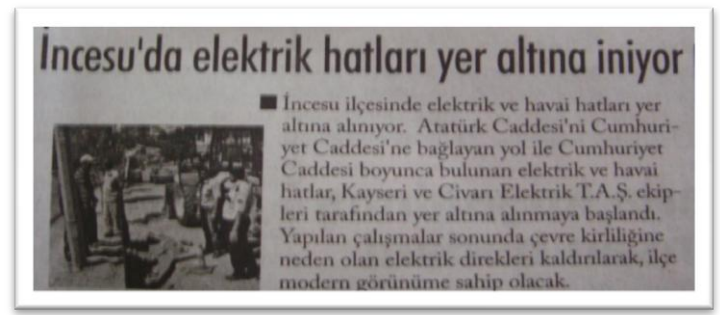 İncesu'da elektrik hatları yer altına iniyor
■ İncesu ilçesinde elektrik ve havai hatları yer
altına alınıyor. Atatürk Caddesi'ni Cumhuri-
yet Caddesi'ne bağlayan yol ile Cumhuriyet
Caddesi boyunca bulunan elektrik ve havai
hatlar, Kayseri ve Civarı Elektrik T.A.Ş. ekip-
leri tarafından yer altına alınmaya başlandı.
Yapılan çalışmalar sonunda çevre kirliliğine
neden olan elektrik direkleri kaldırılarak, ilçe
modern görünüme sahip olacak.